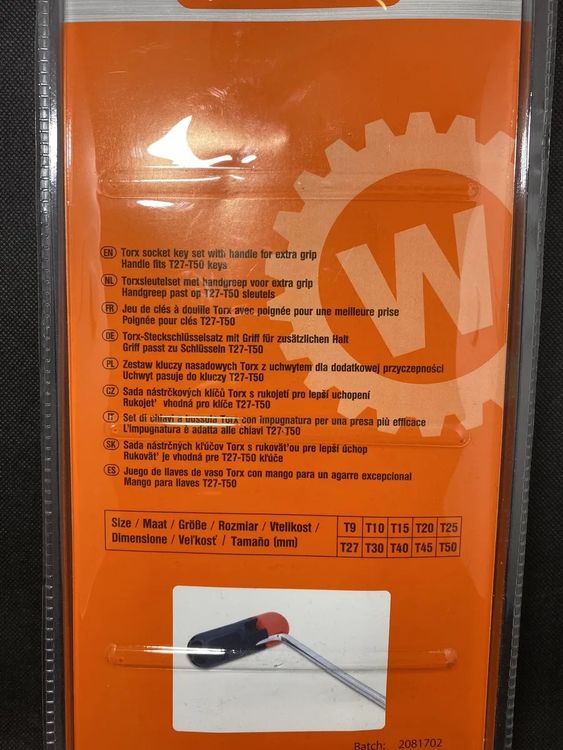 W
EN Torx socket key set with handle for extra grip
Handle fits T27-T50 keys
NL Torxsleutelset met handgreep voor extra grip
Handgreep past op T27-T50 sleutels
FR Jeu de clés à douille Torx avec poignée pour une meilleure prise
Poignée pour clés T27-T50
DE Torx-Steckschlüsselsatz mit Griff für zusätzlichen Halt
Griff passt zu Schlüsseln T27-T50
PL Zestaw kluczy nasadowych Torx z uchwytem dla dodatkowej przyczepności
Uchwyt pasuje do kluczy T27-T50
CZ Sada nástrčkových klíčů Torx s rukojetí pro lepší uchopení
Rukojeť vhodná pro klíče T27-T50
IT Set di chiavi a bussola Torx con impugnatura per una presa più efficace
L'impugnatura è adatta alle chiavi T27-T50
SK Sada nástrčných kľúčov Torx s rukoväťou pre lepší úchop
Rukoväť je vhodná pre T27-T50 kľúče
ES Juego de llaves de vaso Torx con mango para un agarre excepcional
Mango para llaves T27-T50
Size / Maat / Größe / Rozmiar / Vtelikost / T9 T10 T15 T20 T25
Dimensione / Veľkosť / Tamaño (mm) T27 T30 T40 T45 T50
Batch: 2081702